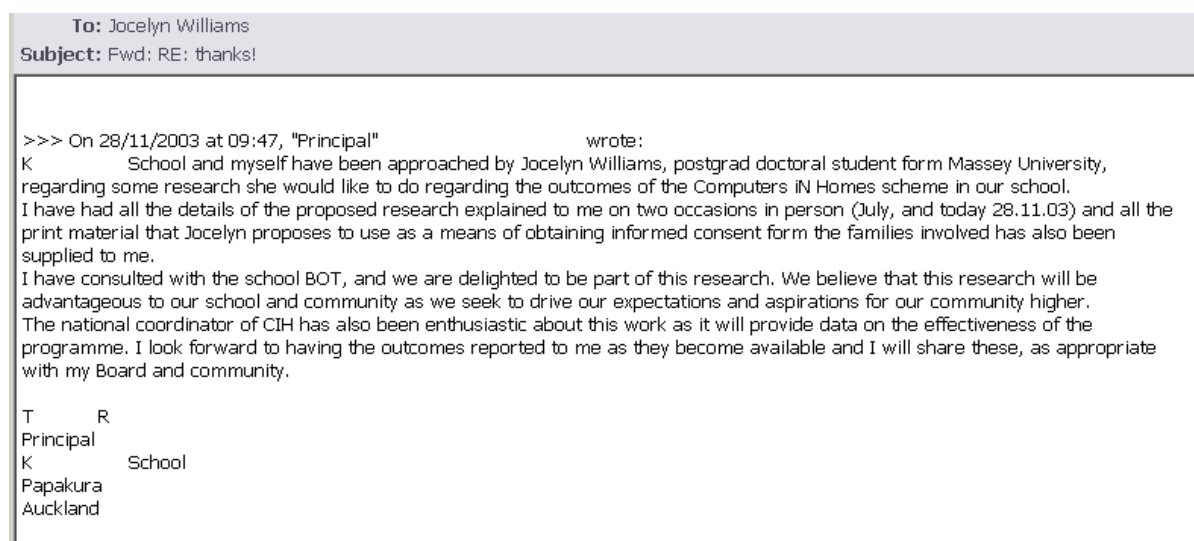 To: Jocelyn Williams
Subject: Fwd: RE: thanks!
>>> On 28/11/2003 at 09:47, "Principal" wrote:
K School and myself have been approached by Jocelyn Williams, postgrad doctoral student form Massey University,
regarding some research she would like to do regarding the outcomes of the Computers iN Homes scheme in our school.
I have had all the details of the proposed research explained to me on two occasions in person (July, and today 28.11.03) and all the
print material that Jocelyn proposes to use as a means of obtaining informed consent form the families involved has also been
supplied to me.
I have consulted with the school BOT, and we are delighted to be part of this research. We believe that this research will be
advantageous to our school and community as we seek to drive our expectations and aspirations for our community higher.
The national coordinator of CIH has also been enthusiastic about this work as it will provide data on the effectiveness of the
programme. I look forward to having the outcomes reported to me as they become available and I will share these, as appropriate
with my Board and community.
T R
Principal
K School
Papakura
Auckland